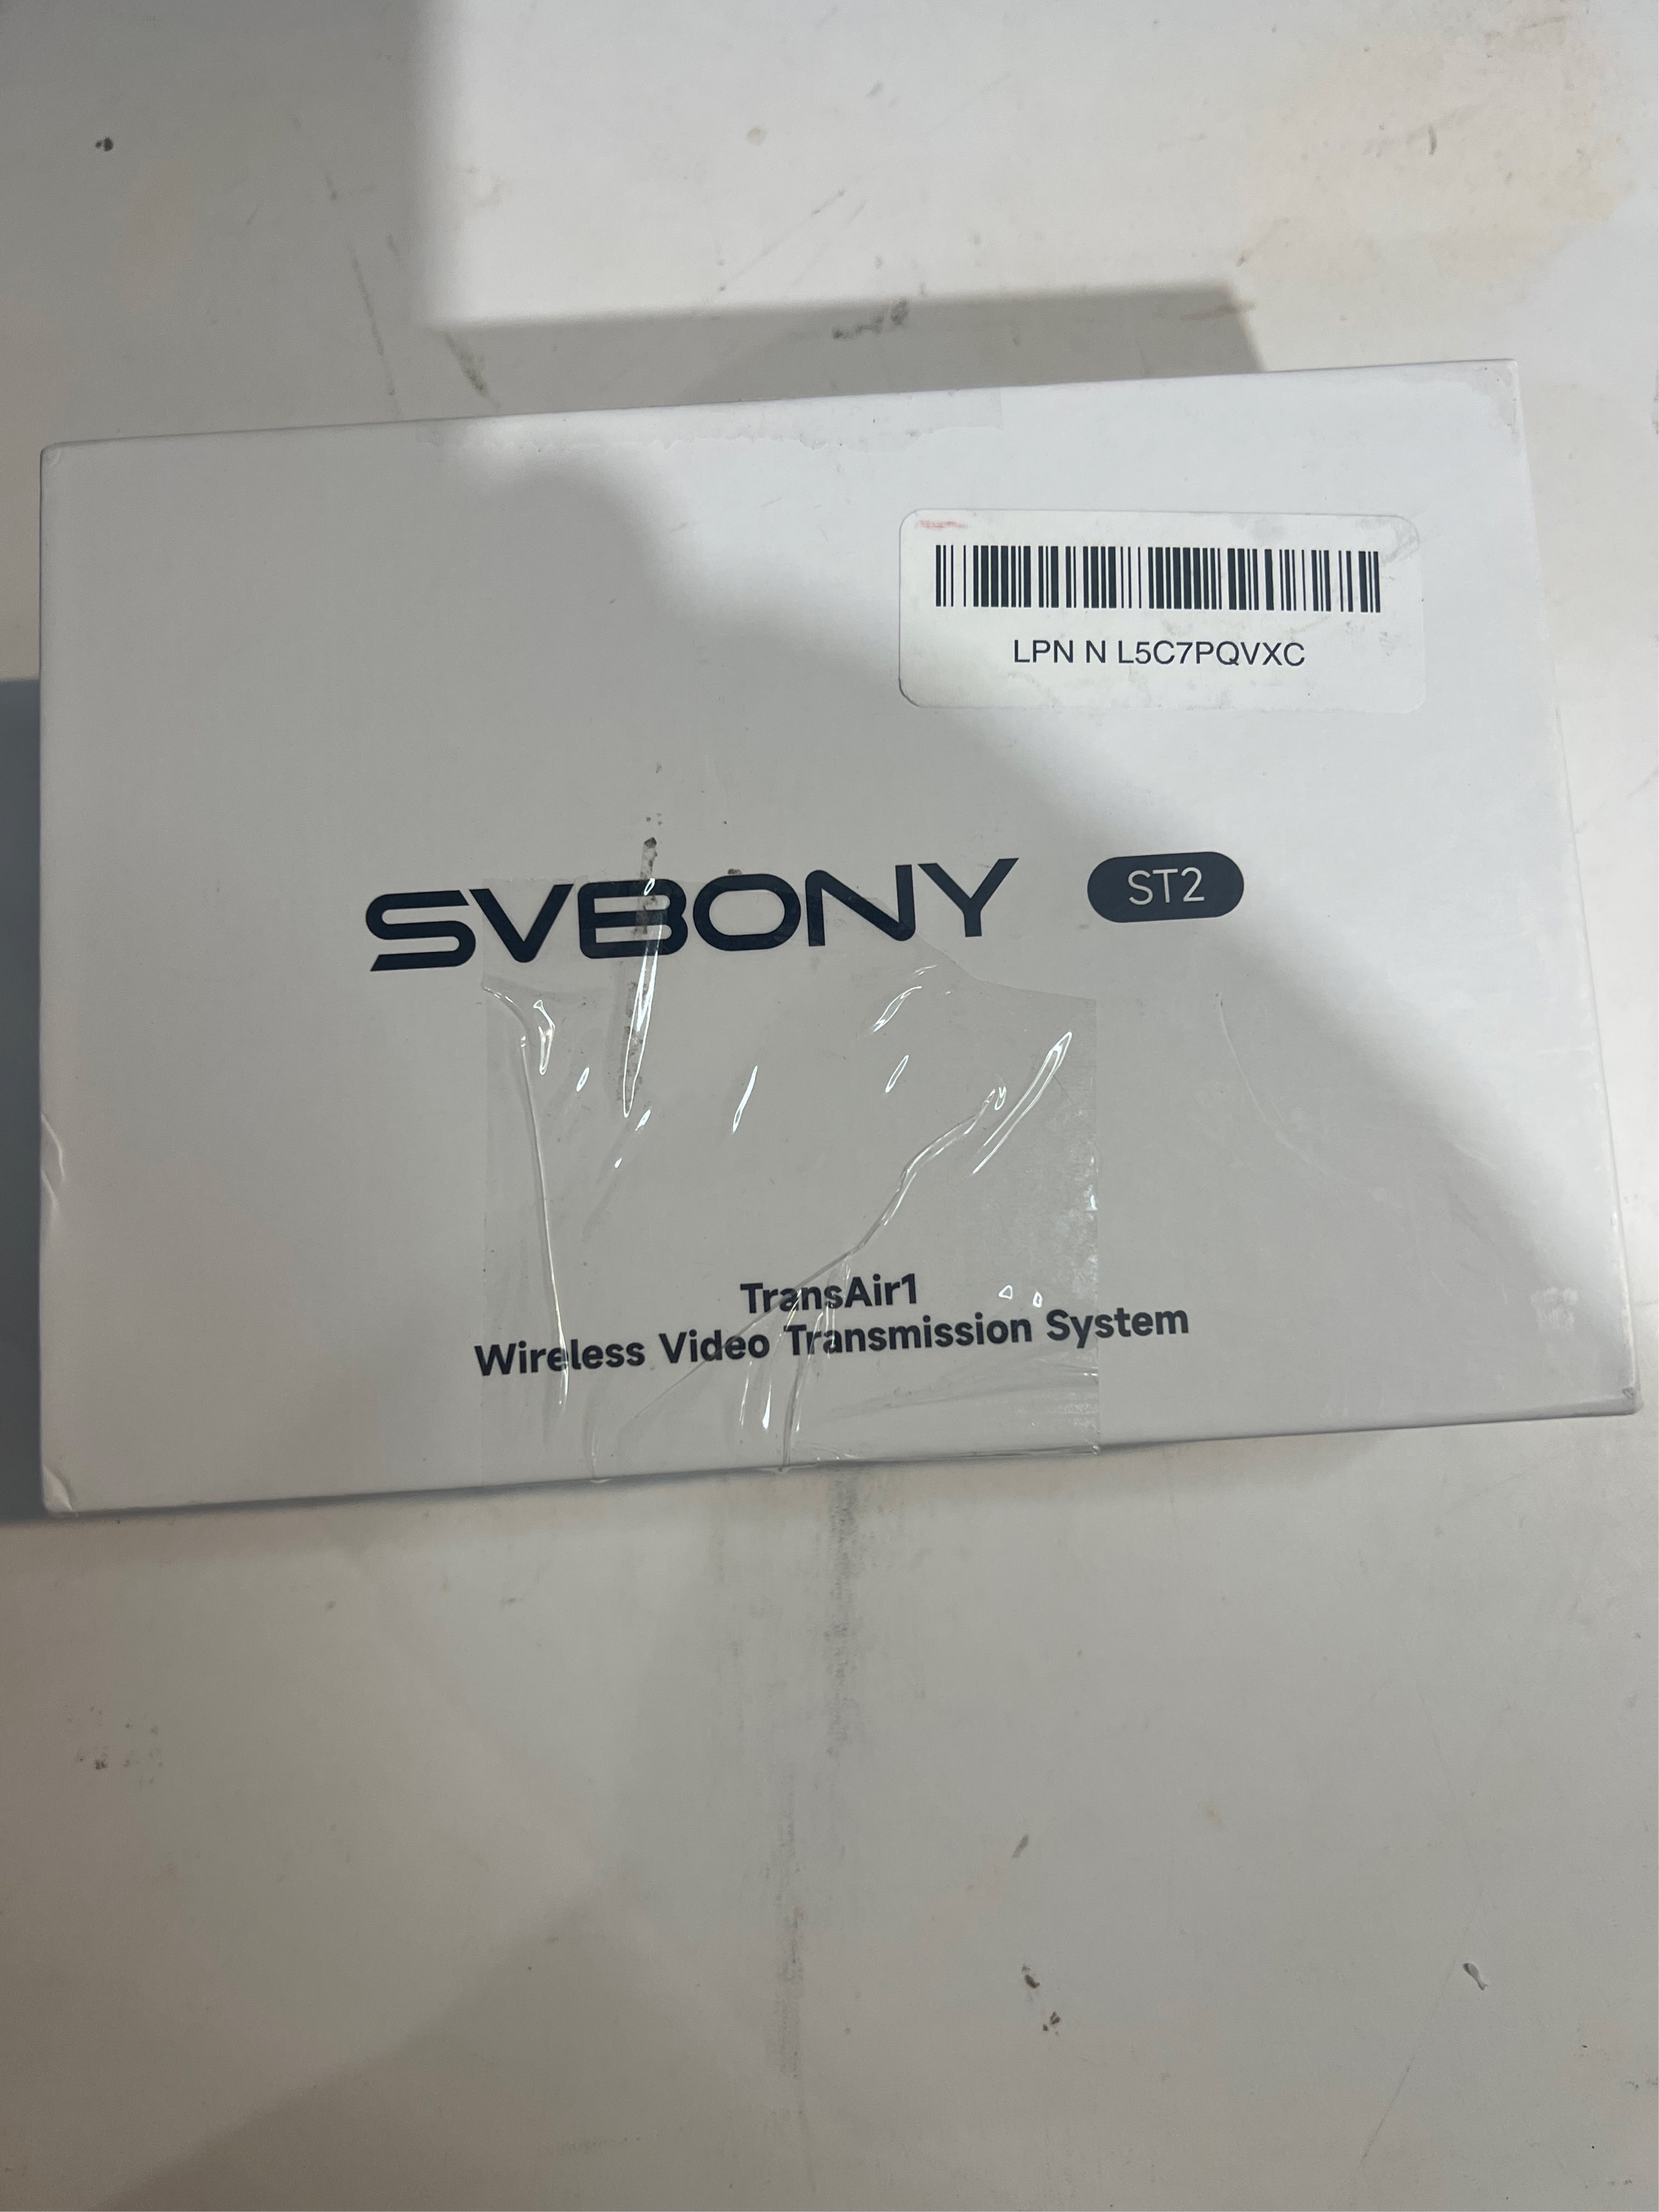 LPN N L5C7PQVXC
SVBONY ST2
TransAir1
Wireless Video Transmission System